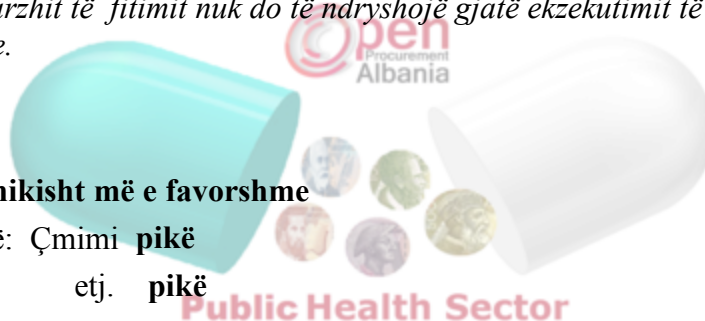 rzhit të fitimit nuk do të ndryshojë gjatë ekzekutimit të
e.
Open
Procurement
Albania
nikisht më e favorshme
ë: Çmimi pikë
etj. pikë
Public Health Sector